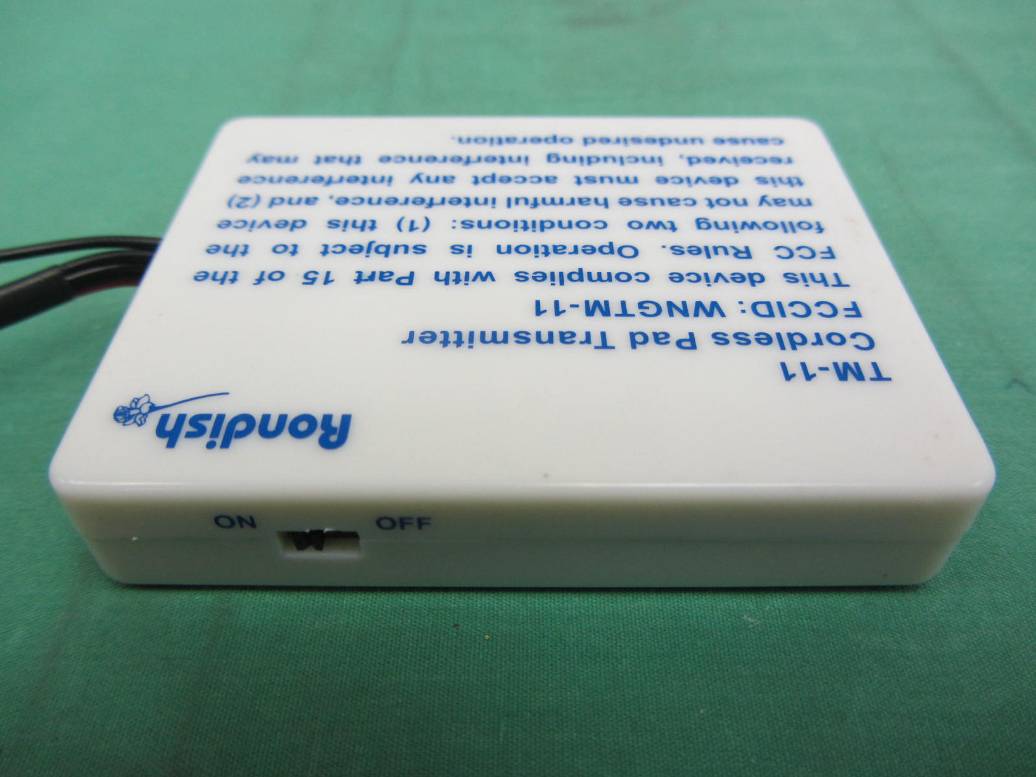 Rondish
TM-11
Cordless Pad Transmitter
FCCID: WNGTM-11
This device complies with Part 15 of the
FCC Rules. Operation is subject to the
following two conditions: (1) this device
may not cause harmful interference, and (2)
this device must accept any interference
received, including interference that may
cause undesired operation.
ON OFF